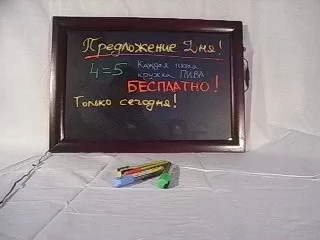 Предложение Дня!
4=5 Каждая пятая
кружка ПИВА
БЕСПЛАТНО!
Только сегодня!